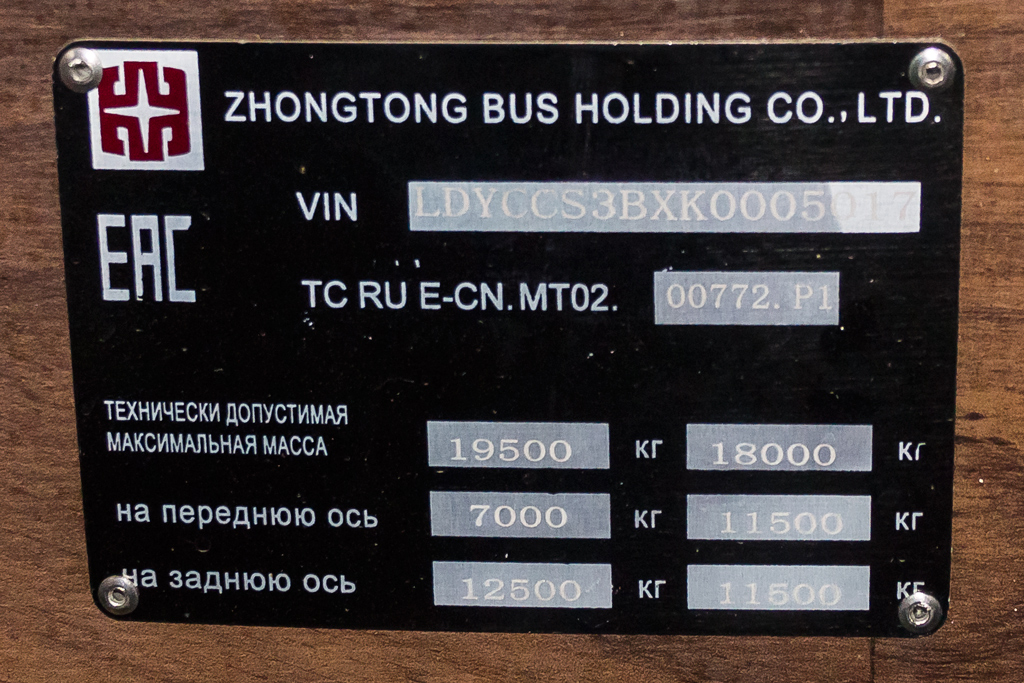 ZHONGTONG BUS HOLDING CO.,LTD.
VIN LDYCCS3BXK0005017
EAC
TC RU E-CN.MT02. 00772.P1
ТЕХНИЧЕСКИ ДОПУСТИМАЯ
МАКСИМАЛЬНАЯ МАССА 19500 кг 18000 кг
на переднюю ось 7000 кг 11500 кг
на заднюю ось 12500 кг 11500 кг